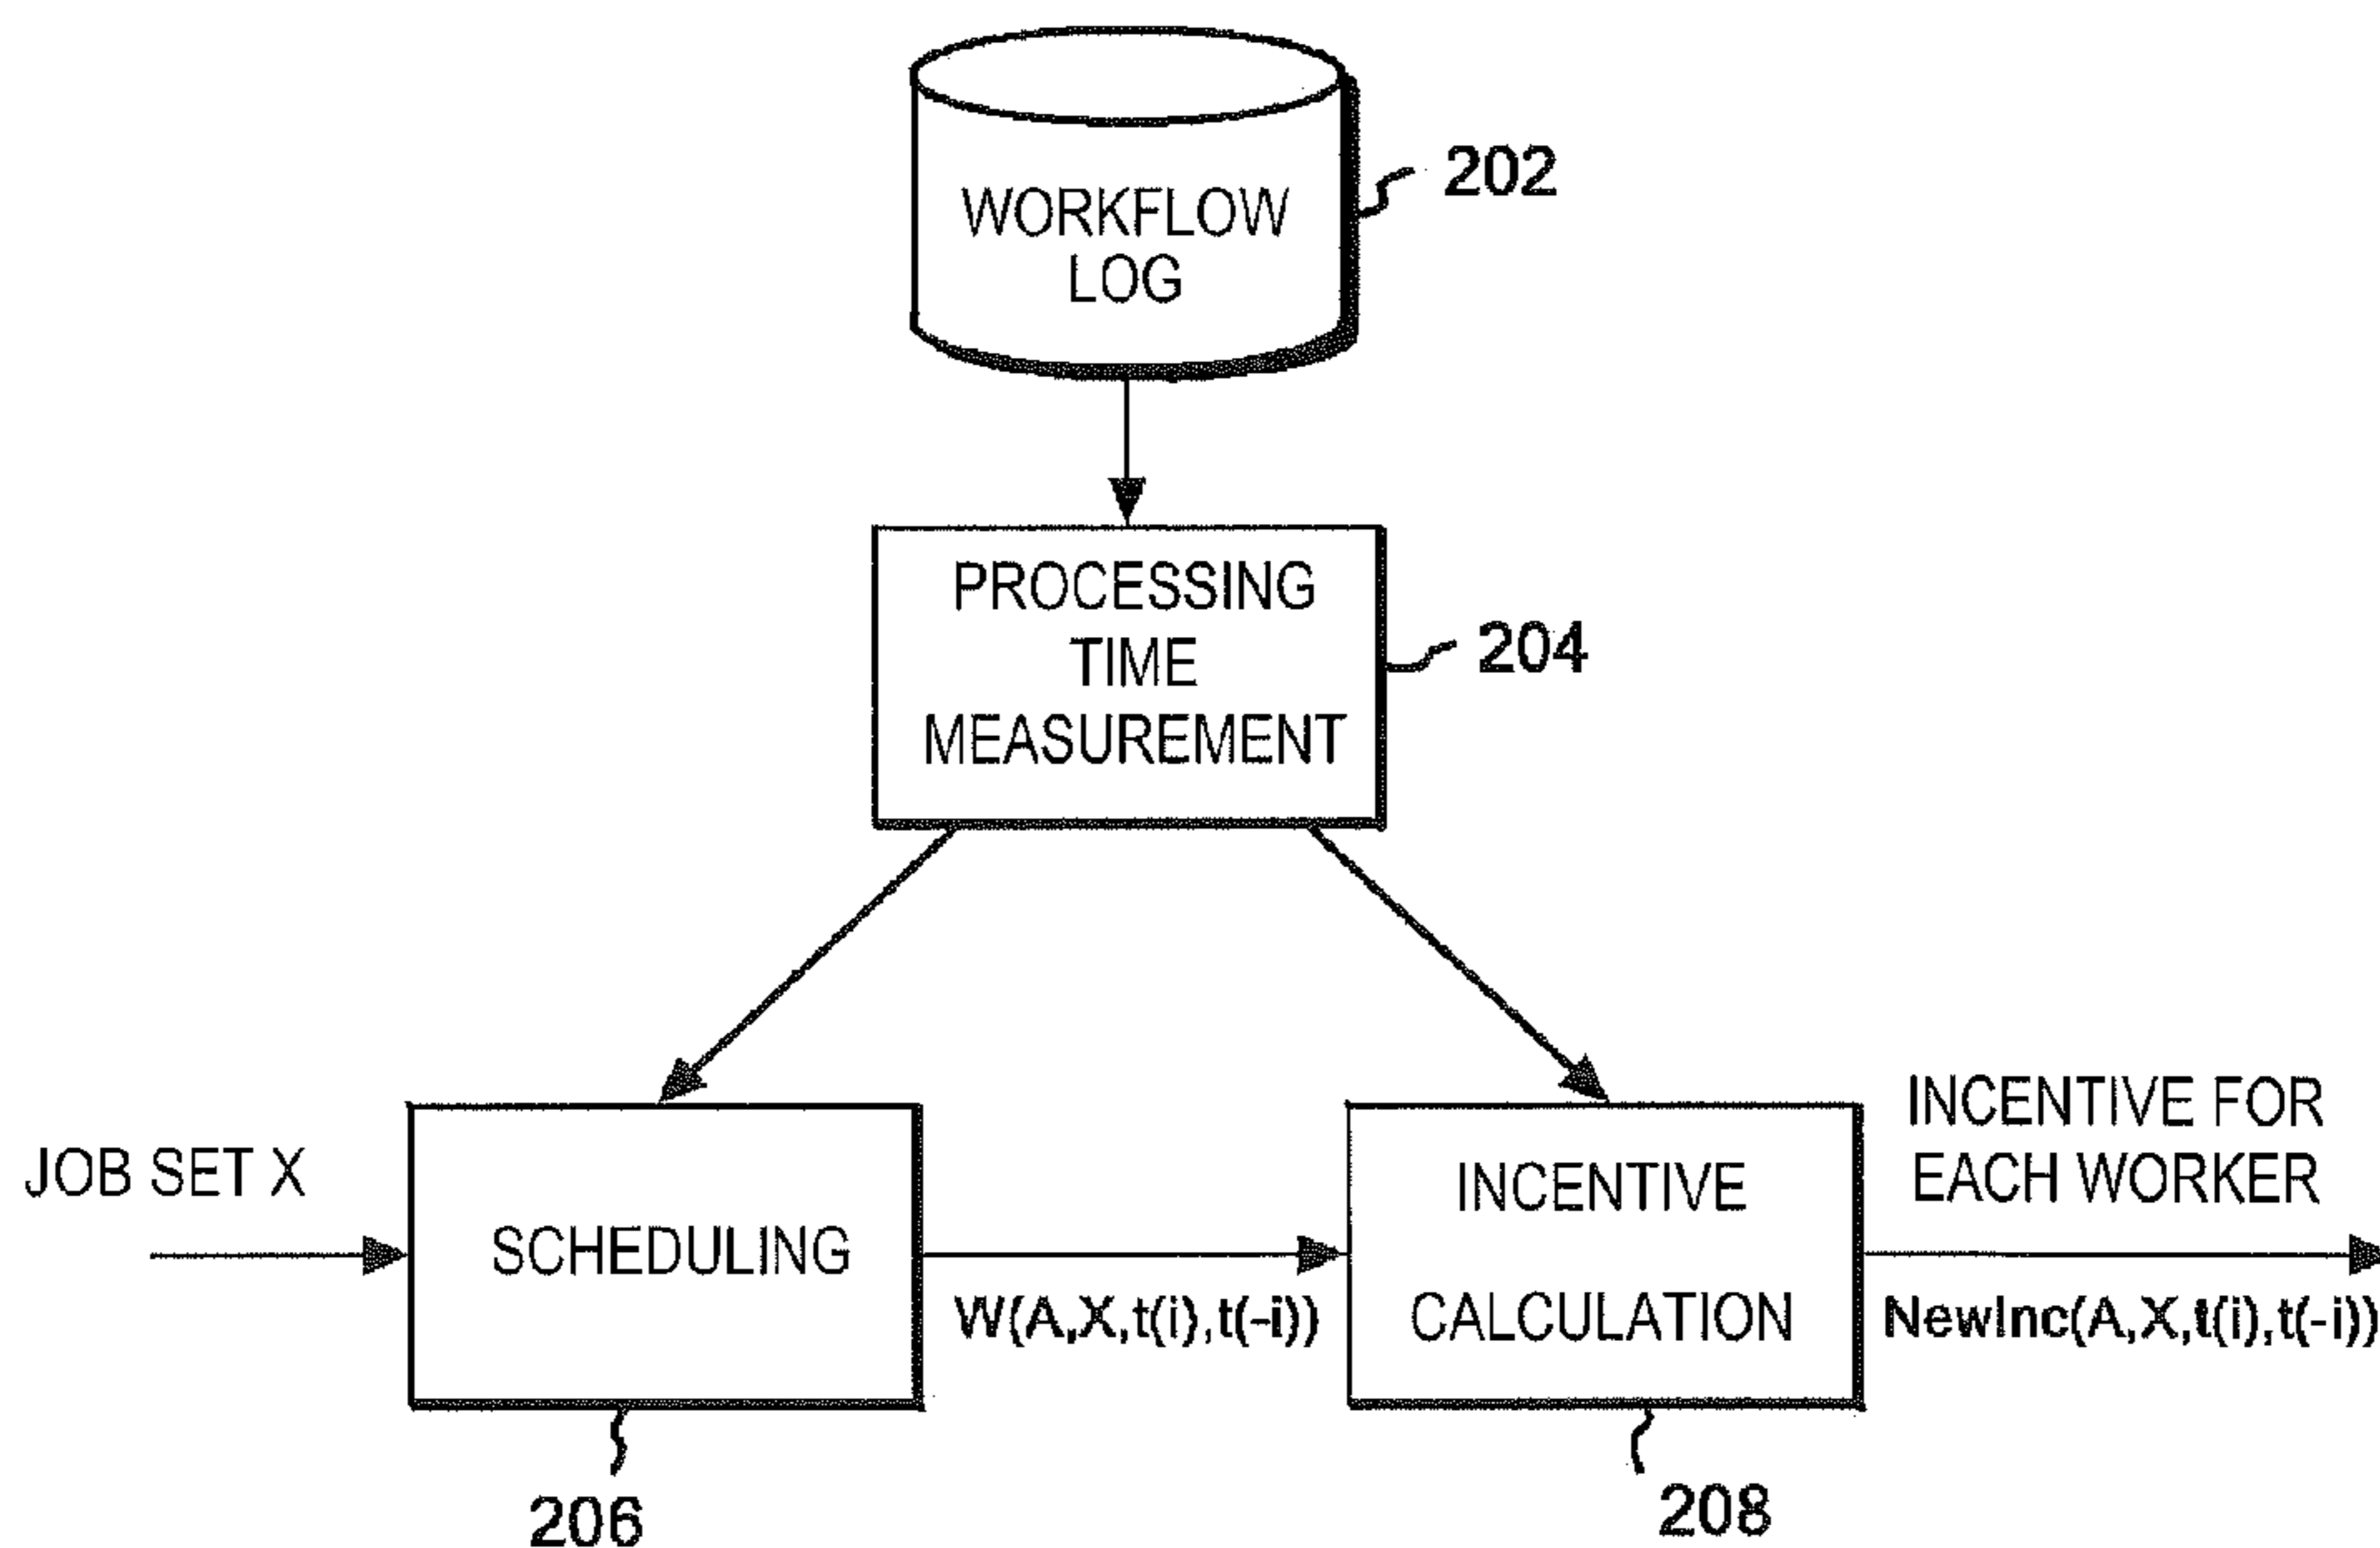 WORKFLOW
LOG
202
PROCESSING
TIME
MEASUREMENT
204
JOB SET X
SCHEDULING
206
W(A,X,t(i),t(-i))
INCENTIVE
CALCULATION
208
INCENTIVE FOR
EACH WORKER
NewInc(A,X,t(i),t(-i))